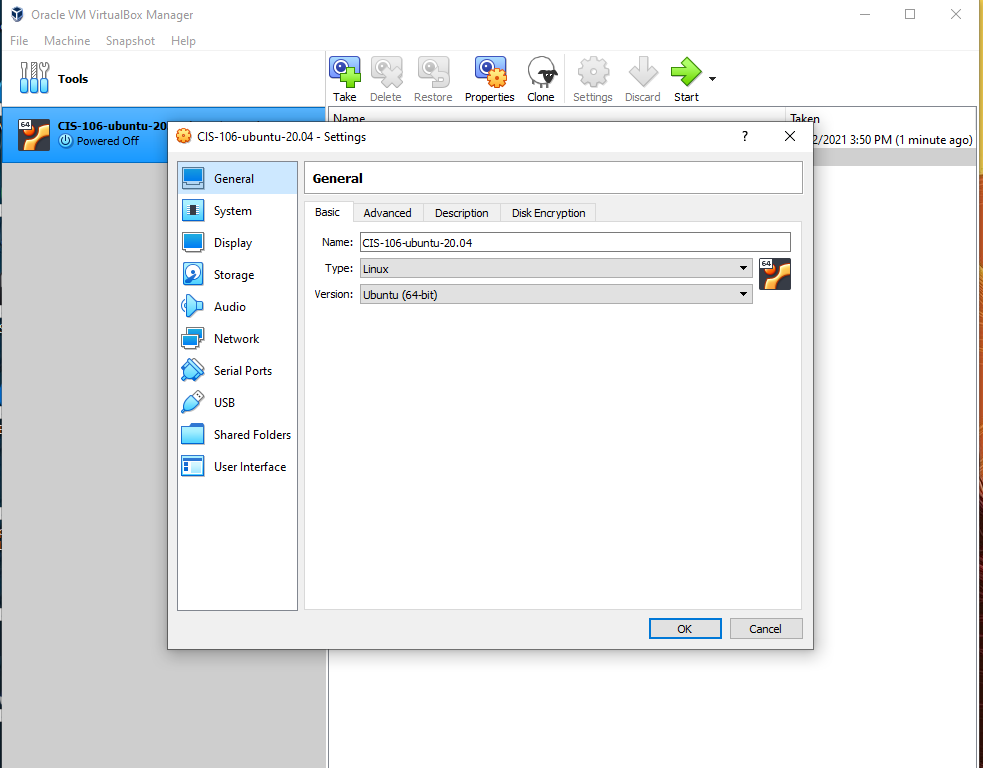 Oracle VM VirtualBox Manager
File Machine Snapshot Help
Tools
Take Delete Restore Properties Clone Settings Discard Start
Name Taken
64
CIS-106-ubuntu-20
Powered Off
2/2021 3:50 PM (1 minute ago)
CIS-106-ubuntu-20.04 - Settings
?
General
System
Display
Storage
Audio
Network
Serial Ports
USB
Shared Folders
User Interface
General
Basic Advanced Description Disk Encryption
Name: CIS-106-ubuntu-20.04
Type: Linux
64
Version: Ubuntu (64-bit)
OK Cancel